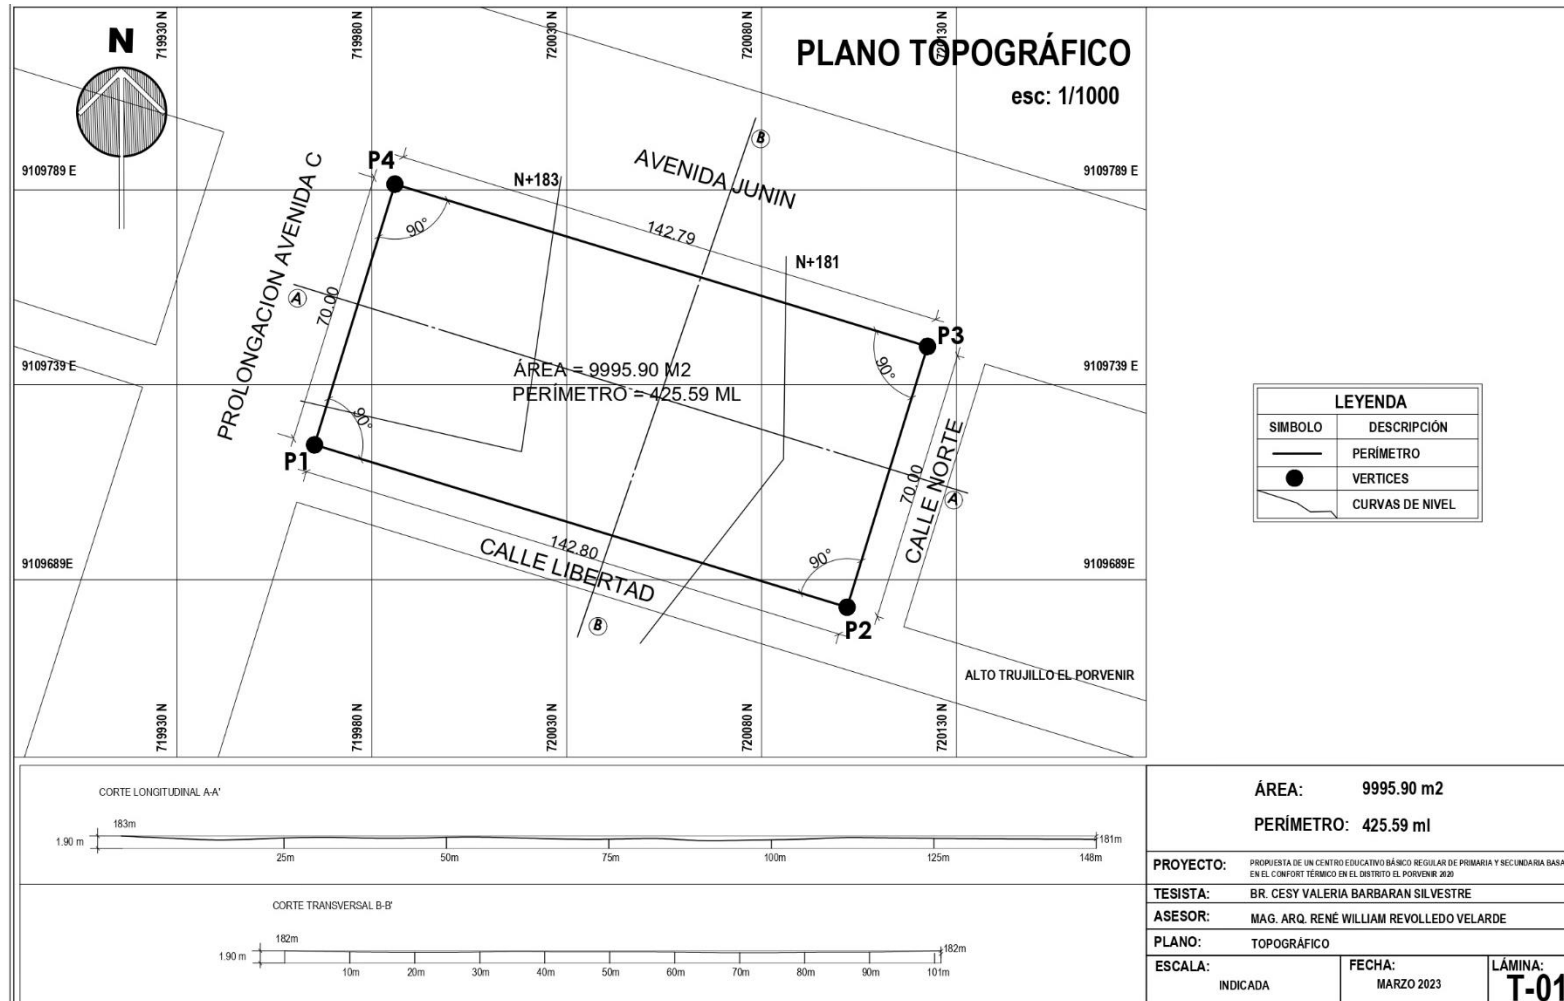 N
719930 N
719980 N
720030 N
720080 N
720130 N
PLANO TOPOGRÁFICO
esc: 1/1000
9109789 E
9109789 E
P4
N+183
B
AVENIDA JUNIN
142.79
N+181
PROLONGACION AVENIDA C
90°
A
70.00
P3
9109739 E
9109739 E
ÁREA = 9995.90 M2
PERÍMETRO = 425.59 ML
90°
90°
P1
70.00
A
CALLE NORTE
142.80
CALLE LIBERTAD
90°
9109689E
9109689E
B
P2
ALTO TRUJILLO EL PORVENIR
719930 N
719980 N
720030 N
720080 N
720130 N
LEYENDA
SIMBOLO DESCRIPCIÓN
PERÍMETRO
VERTICES
CURVAS DE NIVEL
CORTE LONGITUDINAL A-A'
183m
1.90 m
181m
25m 50m 75m 100m 125m 148m
CORTE TRANSVERSAL B-B'
182m
1.90 m
182m
10m 20m 30m 40m 50m 60m 70m 80m 90m 101m
ÁREA: 9995.90 m2
PERÍMETRO: 425.59 ml
PROYECTO: PROPUESTA DE UN CENTRO EDUCATIVO BÁSICO REGULAR DE PRIMARIA Y SECUNDARIA BASA
EN EL CONFORT TÉRMICO EN EL DISTRITO EL PORVENIR 2020
TESISTA: BR. CESY VALERIA BARBARAN SILVESTRE
ASESOR: MAG. ARQ. RENÉ WILLIAM REVOLLEDO VELARDE
PLANO: TOPOGRÁFICO
ESCALA: INDICADA
FECHA: MARZO 2023
LÁMINA: T-01